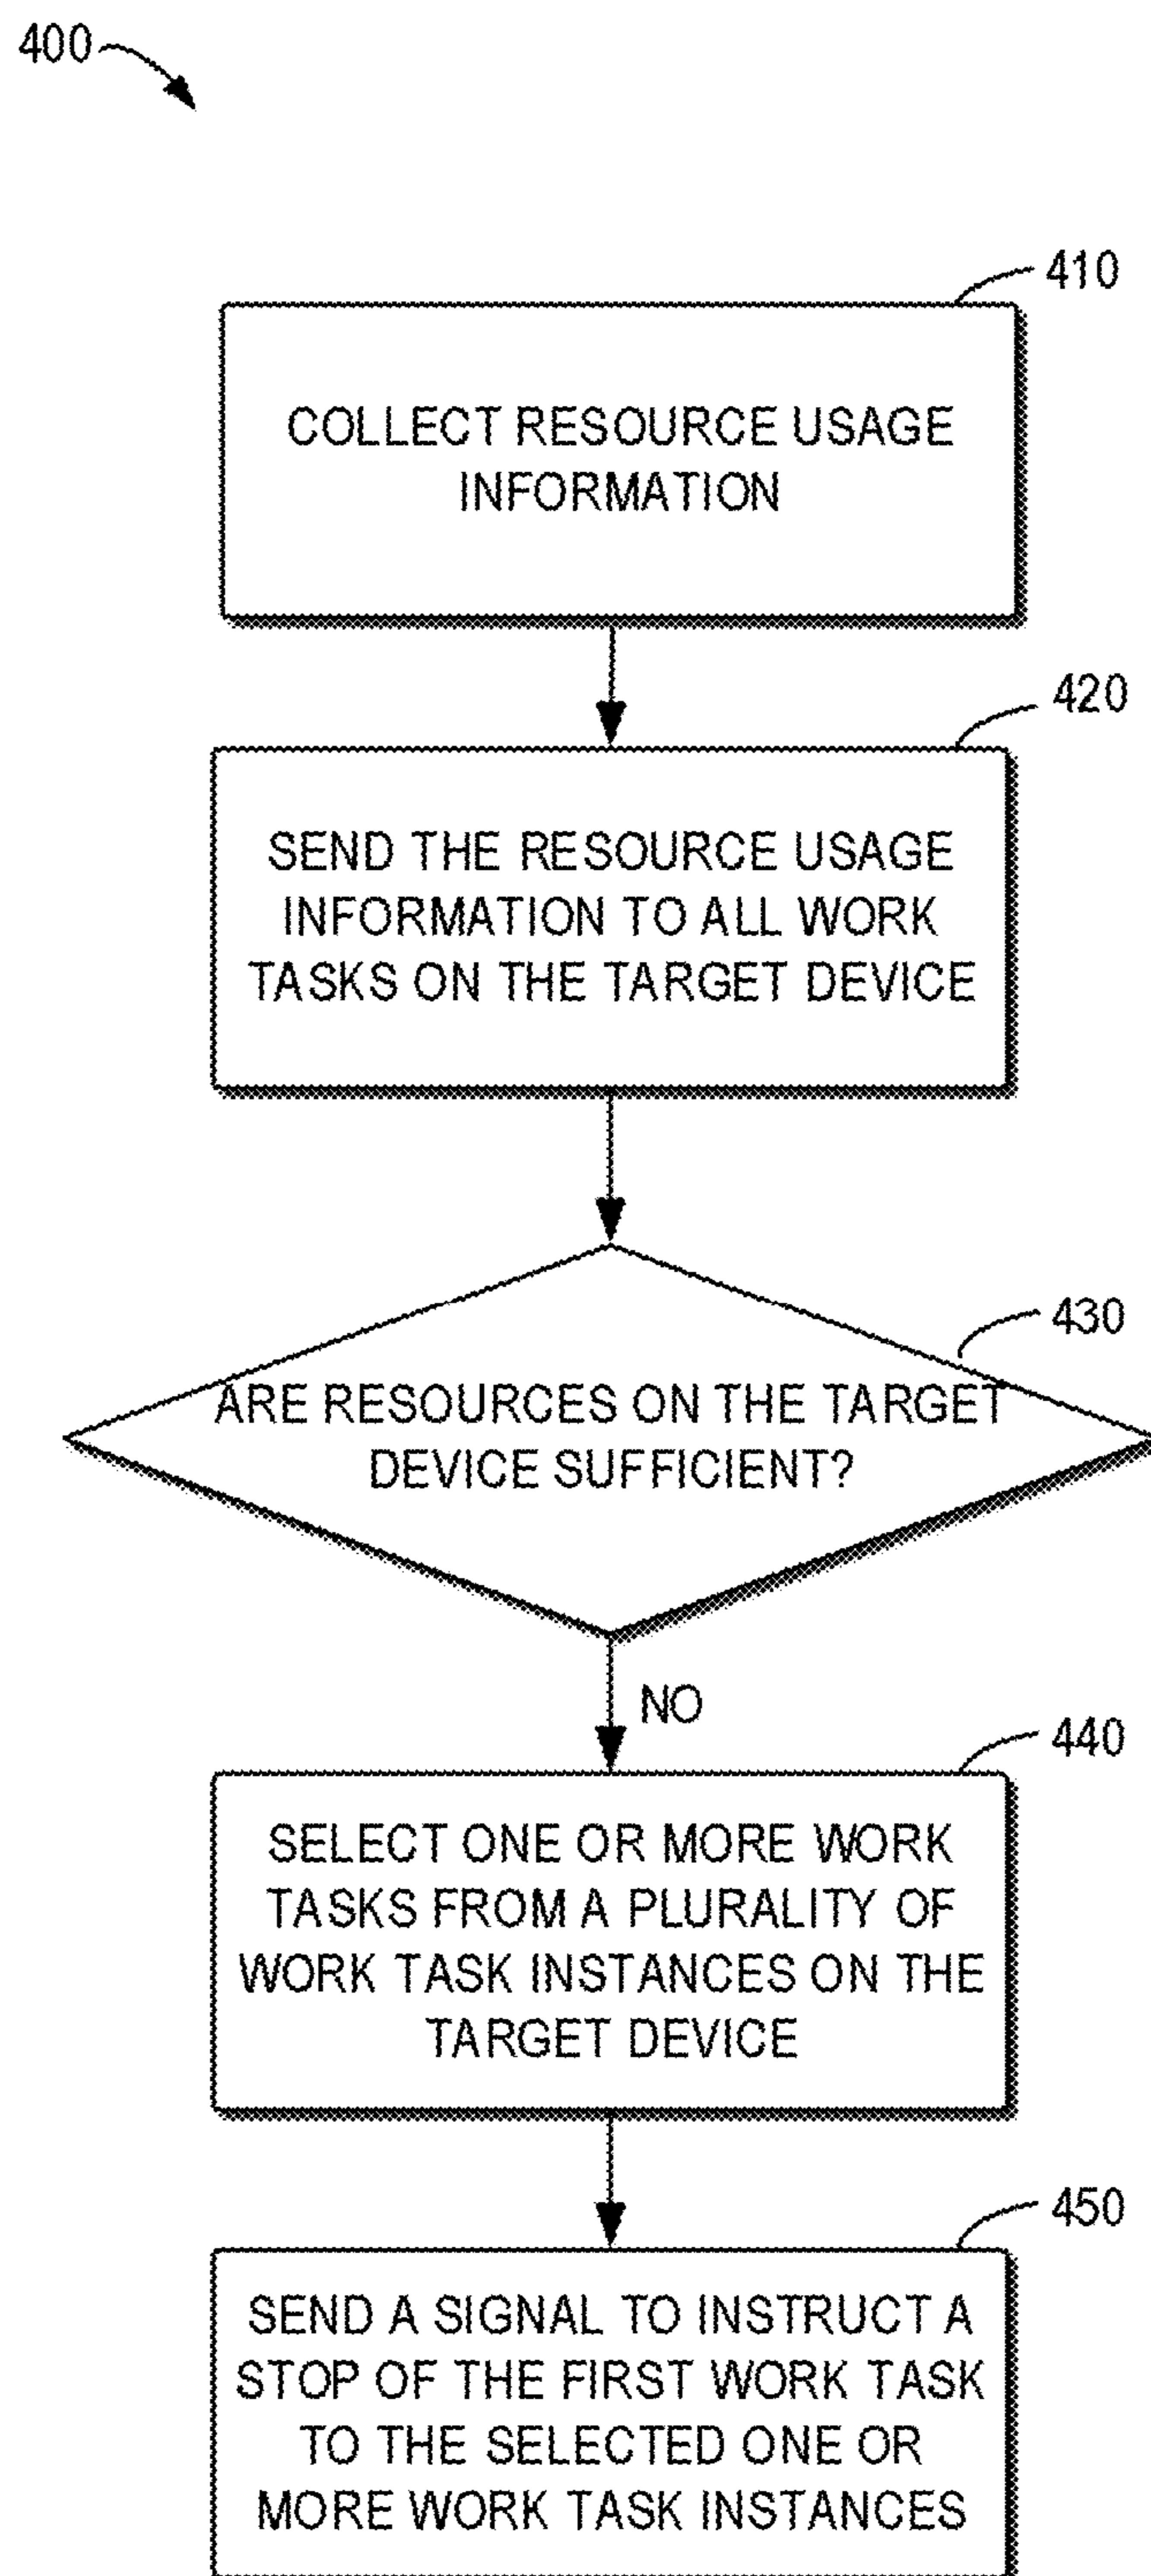 400
410
COLLECT RESOURCE USAGE
INFORMATION
420
SEND THE RESOURCE USAGE
INFORMATION TO ALL WORK
TASKS ON THE TARGET DEVICE
430
ARE RESOURCES ON THE TARGET
DEVICE SUFFICIENT?
NO
440
SELECT ONE OR MORE WORK
TASKS FROM A PLURALITY OF
WORK TASK INSTANCES ON THE
TARGET DEVICE
450
SEND A SIGNAL TO INSTRUCT A
STOP OF THE FIRST WORK TASK
TO THE SELECTED ONE OR
MORE WORK TASK INSTANCES